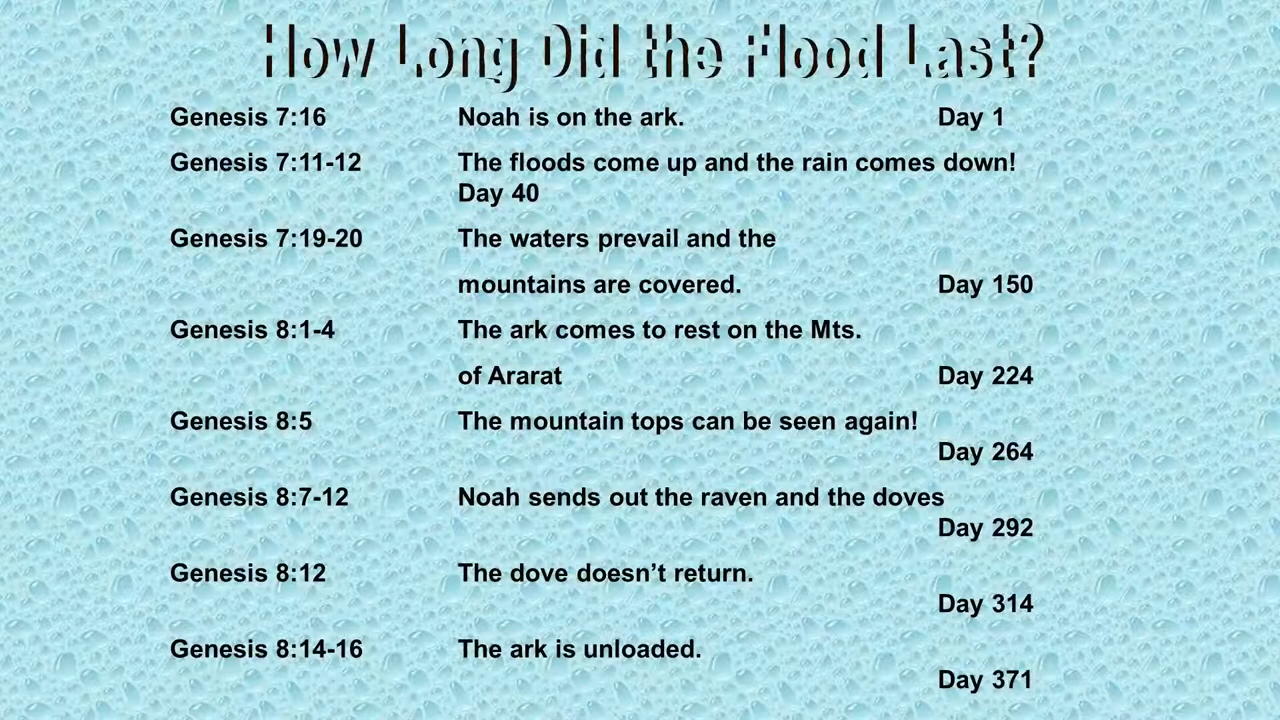 How Long Did the Flood Last?
Genesis 7:16 Noah is on the ark. Day 1
Genesis 7:11-12 The floods come up and the rain comes down!
Day 40
Genesis 7:19-20 The waters prevail and the
mountains are covered. Day 150
Genesis 8:1-4 The ark comes to rest on the Mts.
of Ararat Day 224
Genesis 8:5 The mountain tops can be seen again!
Day 264
Genesis 8:7-12 Noah sends out the raven and the doves
Day 292
Genesis 8:12 The dove doesn’t return.
Day 314
Genesis 8:14-16 The ark is unloaded.
Day 371